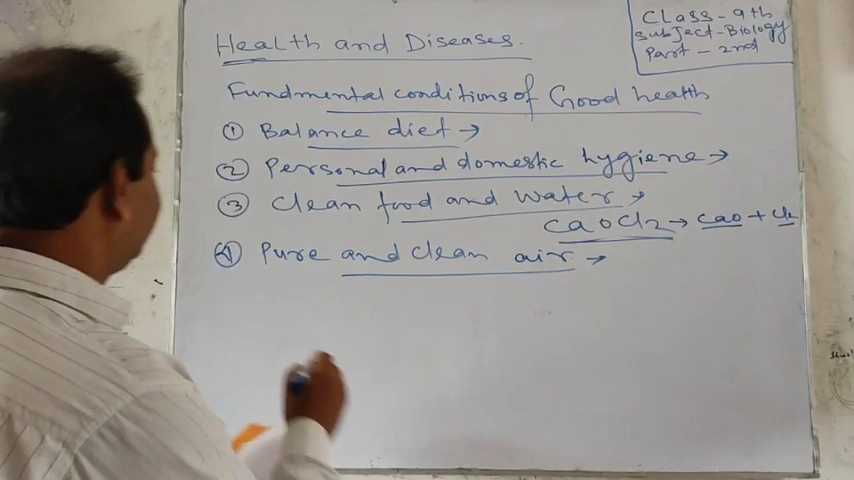 Health and Diseases.
Class - 9th
Subject - Biology
Part - 2nd
Fundmental conditions of Good health
① Balance diet →
② Personal and domestic hygiene →
③ Clean food and water →
CaOCl2 → CaO + Cl2
④ Pure and clean air →